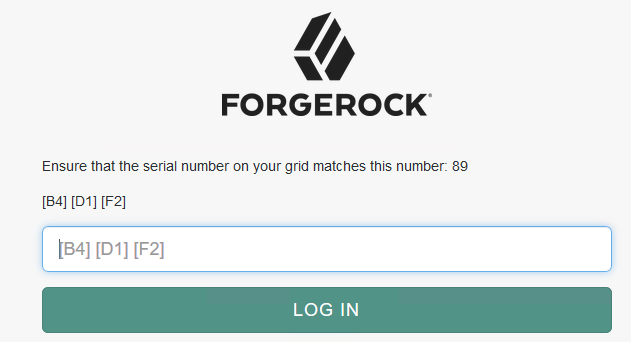 FORGEROCK®
Ensure that the serial number on your grid matches this number: 89
[B4] [D1] [F2]
[B4] [D1] [F2]
LOG IN